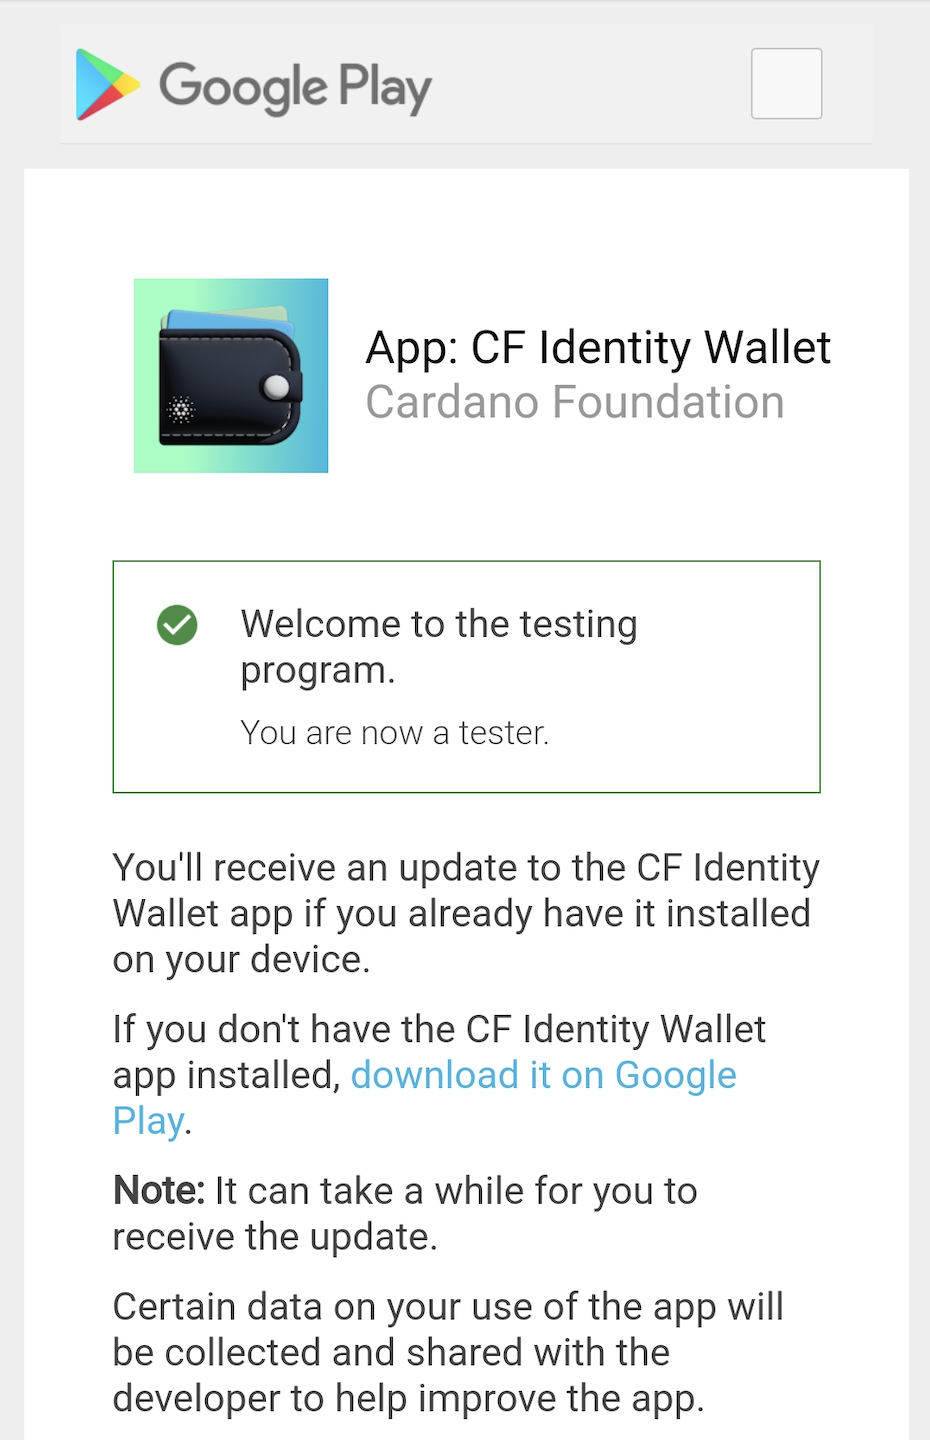 Google Play
App: CF Identity Wallet
Cardano Foundation
Welcome to the testing
program.
You are now a tester.
You'll receive an update to the CF Identity
Wallet app if you already have it installed
on your device.
If you don't have the CF Identity Wallet
app installed, download it on Google
Play.
Note: It can take a while for you to
receive the update.
Certain data on your use of the app will
be collected and shared with the
developer to help improve the app.